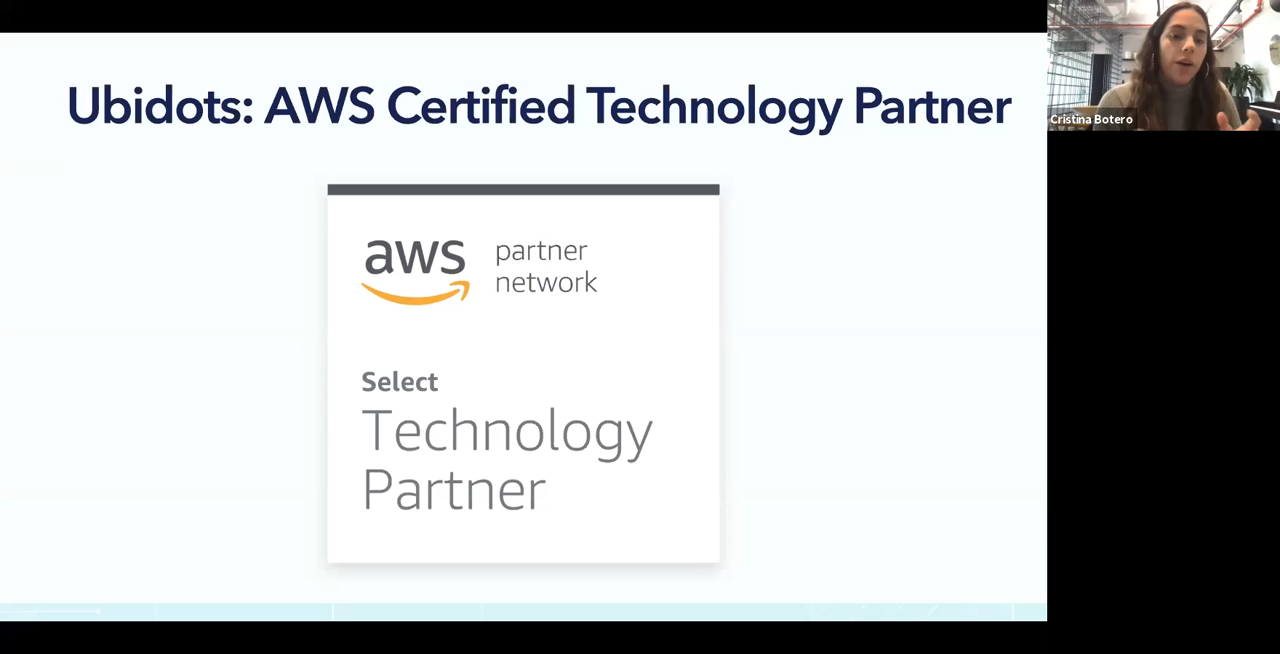 Ubidots: AWS Certified Technology Partner
aws
partner
network
Select
Technology
Partner
Cristina Botero